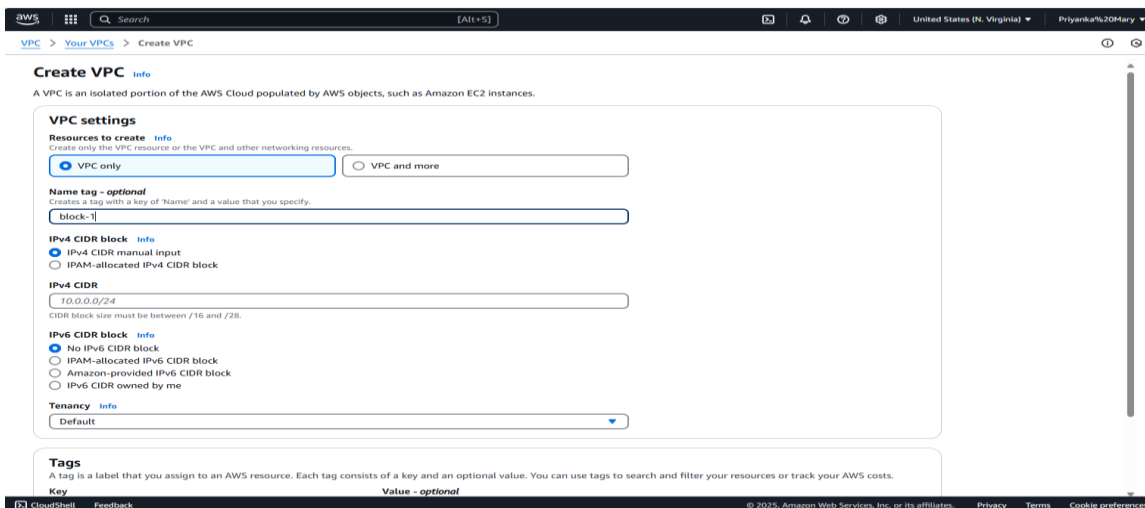 aws Search [Alt+S] United States (N. Virginia) Priyanka%20Mary
VPC > Your VPCs > Create VPC
Create VPC Info
A VPC is an isolated portion of the AWS Cloud populated by AWS objects, such as Amazon EC2 instances.
VPC settings
Resources to create Info
Create only the VPC resource or the VPC and other networking resources.
VPC only VPC and more
Name tag - optional
Creates a tag with a key of 'Name' and a value that you specify.
block-1
IPv4 CIDR block Info
IPv4 CIDR manual input
IPAM-allocated IPv4 CIDR block
IPv4 CIDR
10.0.0.0/24
CIDR block size must be between /16 and /28.
IPv6 CIDR block Info
No IPv6 CIDR block
IPAM-allocated IPv6 CIDR block
Amazon-provided IPv6 CIDR block
IPv6 CIDR owned by me
Tenancy Info
Default
Tags
A tag is a label that you assign to an AWS resource. Each tag consists of a key and an optional value. You can use tags to search and filter your resources or track your AWS costs.
Key Value - optional
CloudShell Feedback © 2025, Amazon Web Services, Inc. or its affiliates. Privacy Terms Cookie preferences